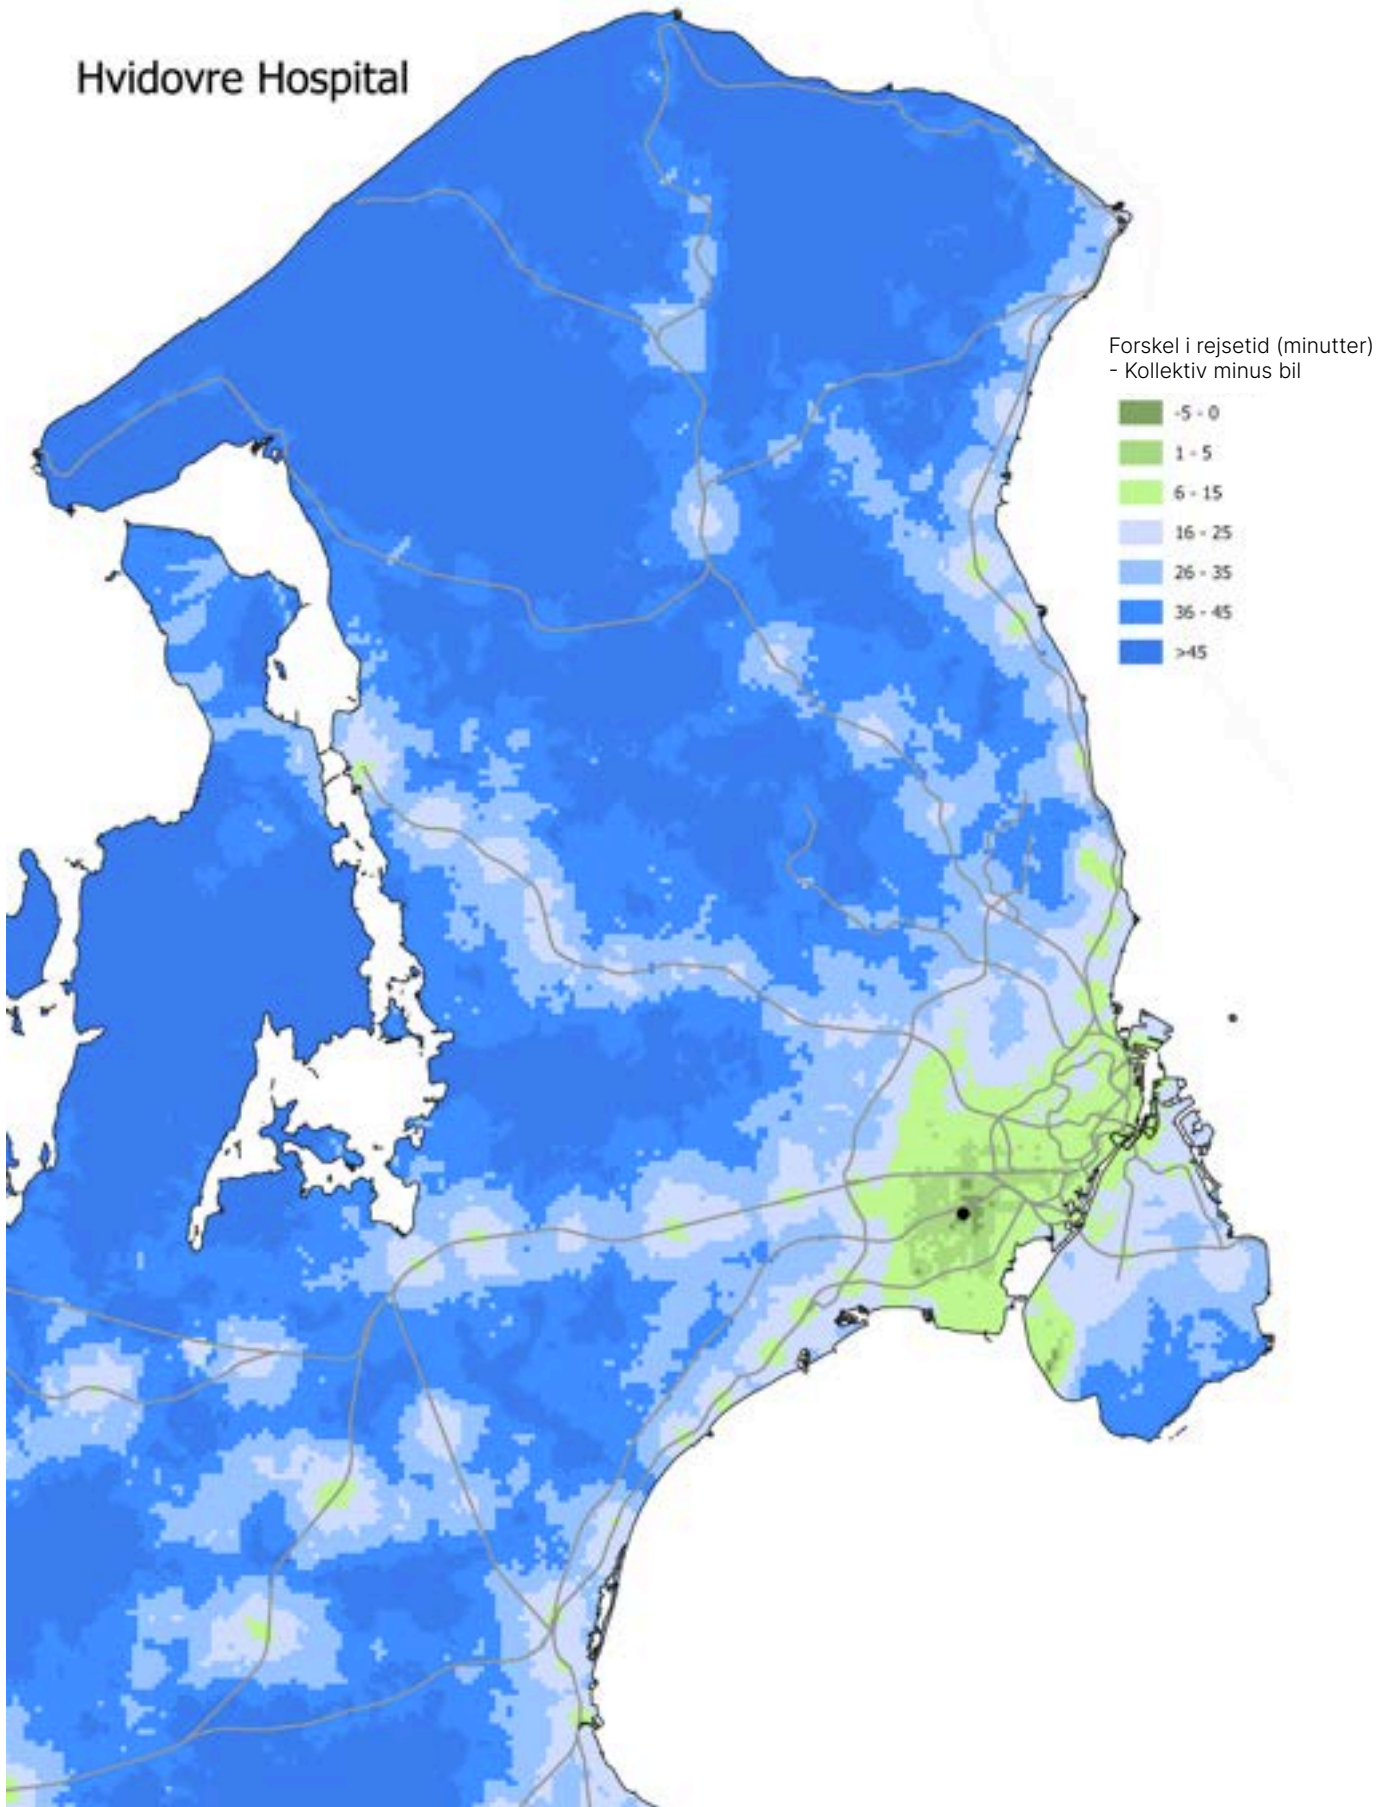 Hvidovre Hospital
Forskel i rejsetid (minutter)
- Kollektiv minus bil
-5 - 0
1 - 5
6 - 15
16 - 25
26 - 35
36 - 45
>45